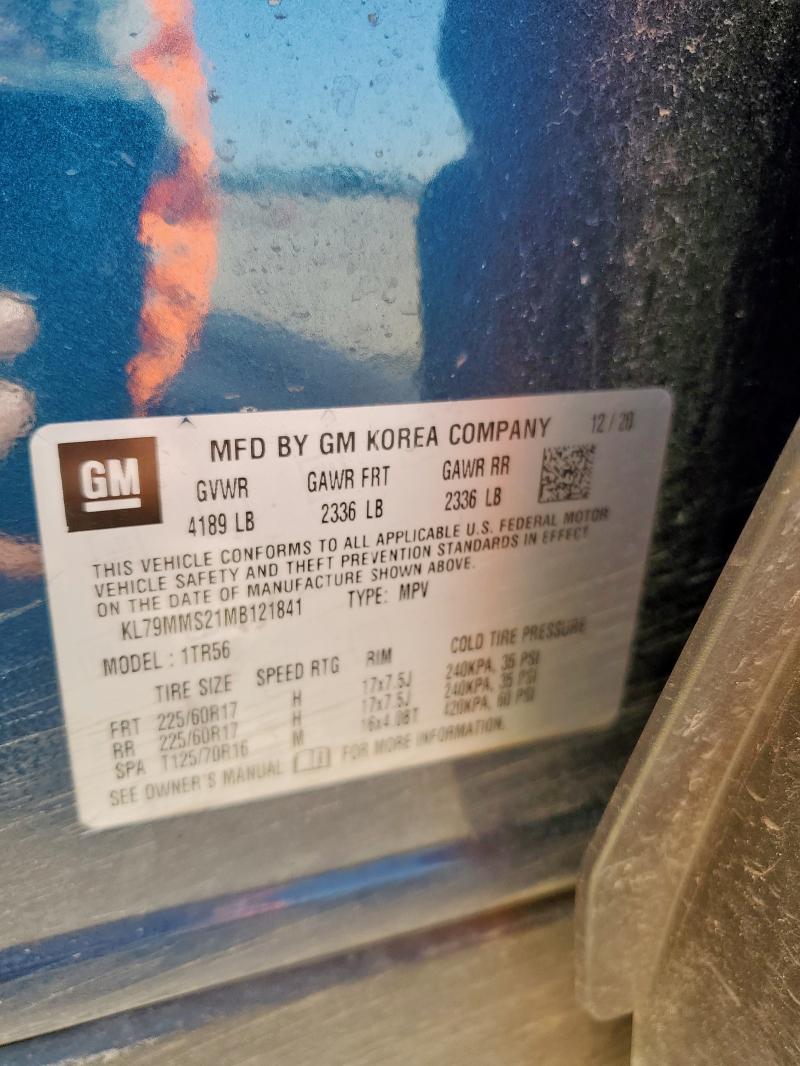 MFD BY GM KOREA COMPANY 12 / 20
GM
GVWR GAWR FRT GAWR RR
4189 LB 2336 LB 2336 LB
THIS VEHICLE CONFORMS TO ALL APPLICABLE U.S. FEDERAL MOTOR
VEHICLE SAFETY AND THEFT PREVENTION STANDARDS IN EFFECT
ON THE DATE OF MANUFACTURE SHOWN ABOVE.
KL79MMS21MB121841 TYPE: MPV
MODEL : 1TR56
TIRE SIZE SPEED RTG RIM COLD TIRE PRESSURE
FRT 225/60R17 H 17x7.5J 240KPA, 35 PSI
RR 225/60R17 H 17x7.5J 240KPA, 35 PSI
SPA T125/70R16 M 16x4.0BT 420KPA, 60 PSI
SEE OWNER'S MANUAL FOR MORE INFORMATION.